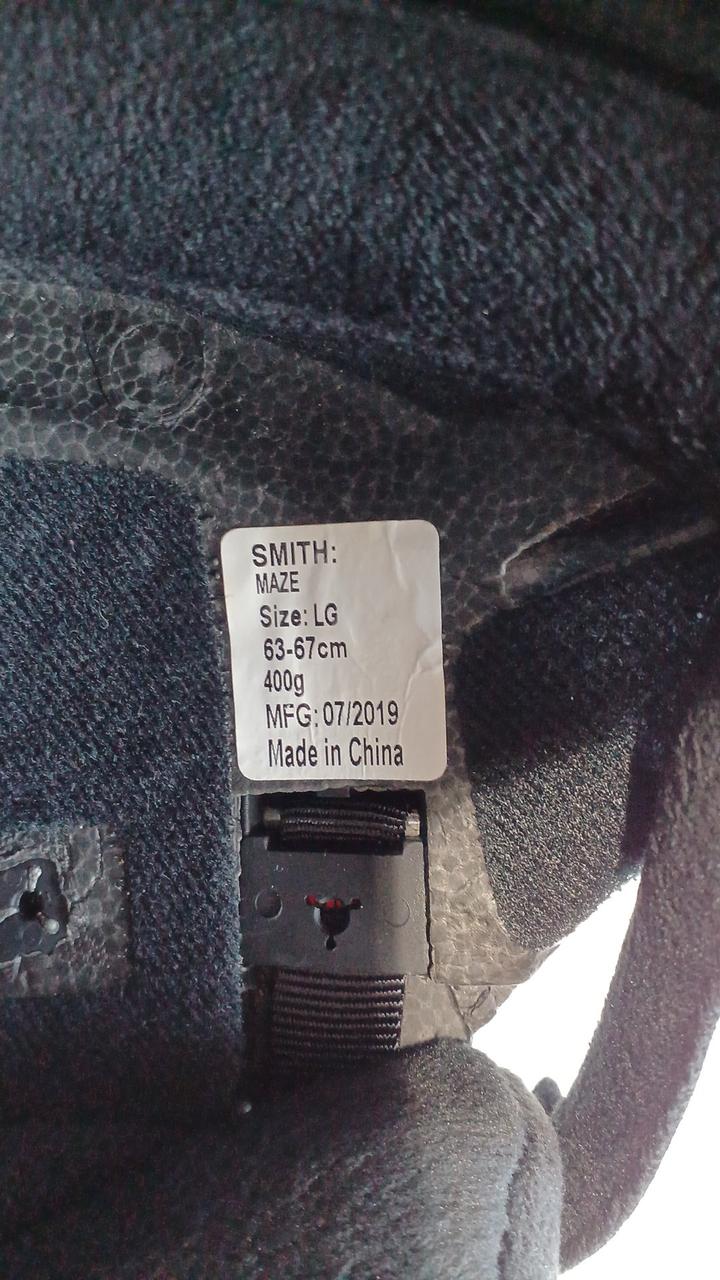 SMITH:
MAZE
Size: LG
63-67cm
400g
MFG: 07/2019
Made in China